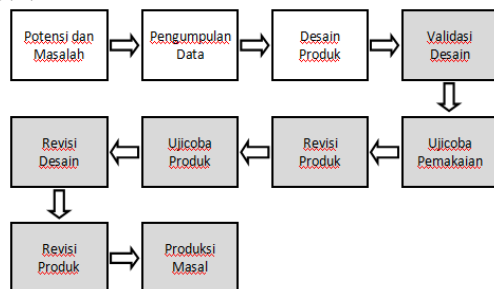 Potensi dan
Masalah
Pengumpulan
Data
Desain
Produk
Validasi
Desain
Ujicoba
Pemakaian
Revisi
Produk
Ujicoba
Produk
Revisi
Desain
Revisi
Produk
Produksi
Masal